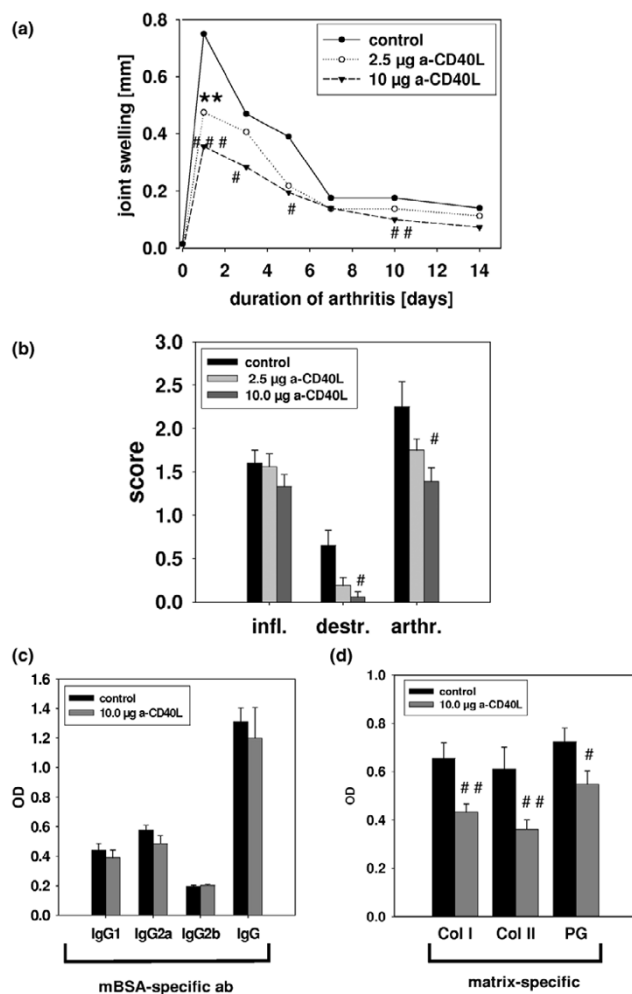 (a)
joint swelling [mm]
0.8
0.6
0.4
0.2
0.0
control
2.5 µg a-CD40L
10 µg a-CD40L
**
# # #
#
#
# #
0 2 4 6 8 10 12 14
duration of arthritis [days]
(b)
score
3.0
2.5
2.0
1.5
1.0
0.5
0.0
control
2.5 µg a-CD40L
10.0 µg a-CD40L
#
#
infl. destr. arthr.
(c)
OD
1.6
1.4
1.2
1.0
0.8
0.6
0.4
0.2
0.0
control
10.0 µg a-CD40L
IgG1 IgG2a IgG2b IgG
mBSA-specific ab
(d)
OD
1.0
0.8
0.6
0.4
0.2
0.0
control
10.0 µg a-CD40L
# #
# #
#
Col I Col II PG
matrix-specific